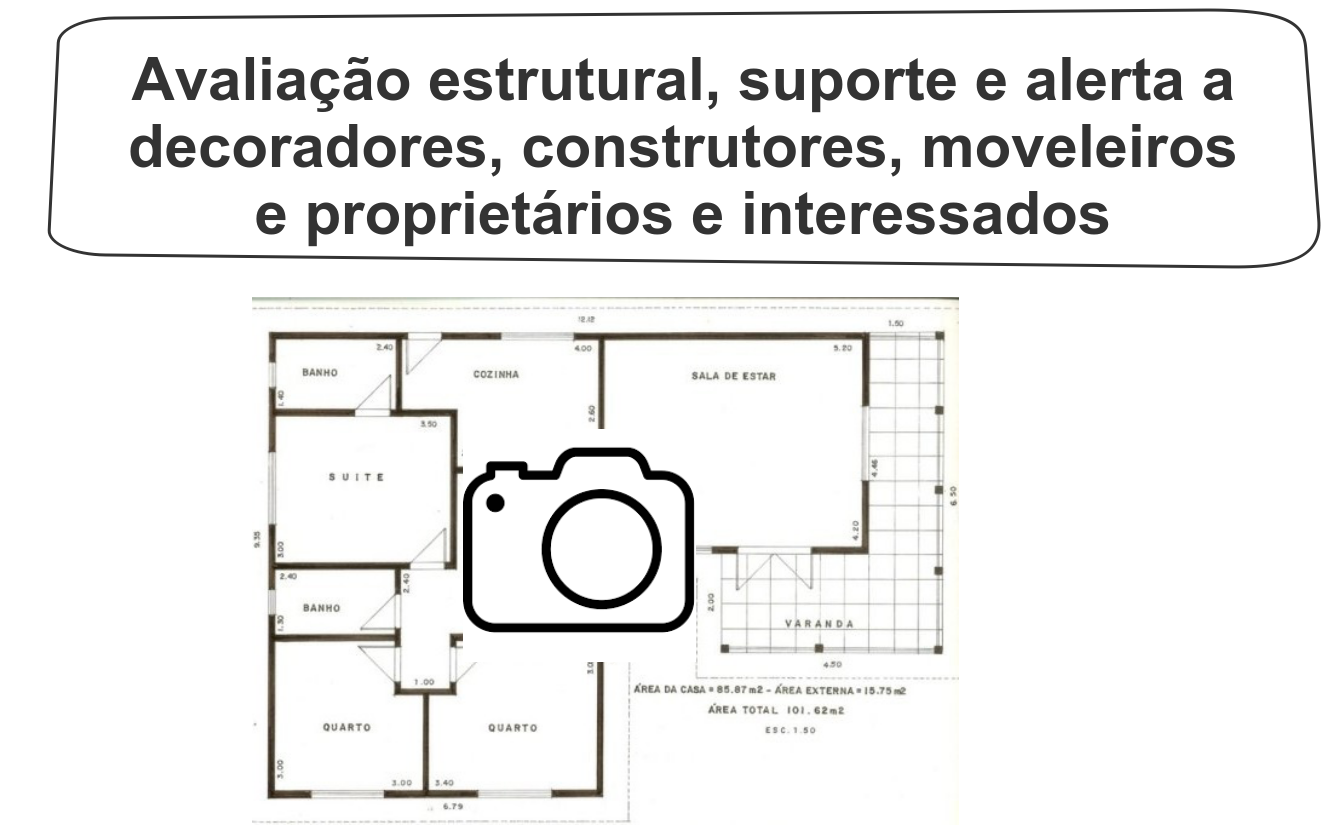 Avaliação estrutural, suporte e alerta a
decoradores, construtores, moveleiros
e proprietários e interessados
12.12
1.50
2.40
4.00
5.20
BANHO
COZINHA
SALA DE ESTAR
1.40
2.60
3.50
4.46
SUITE
6.50
9.35
3.00
4.20
2.40
2.40
BANHO
1.30
2.00
VARANDA
4.50
1.00
ÁREA DA CASA = 85.87 m2 - ÁREA EXTERNA = 15.75 m2
ÁREA TOTAL 101.62 m2
ESC. 1.50
QUARTO
QUARTO
3.00
3.00
3.40
6.79